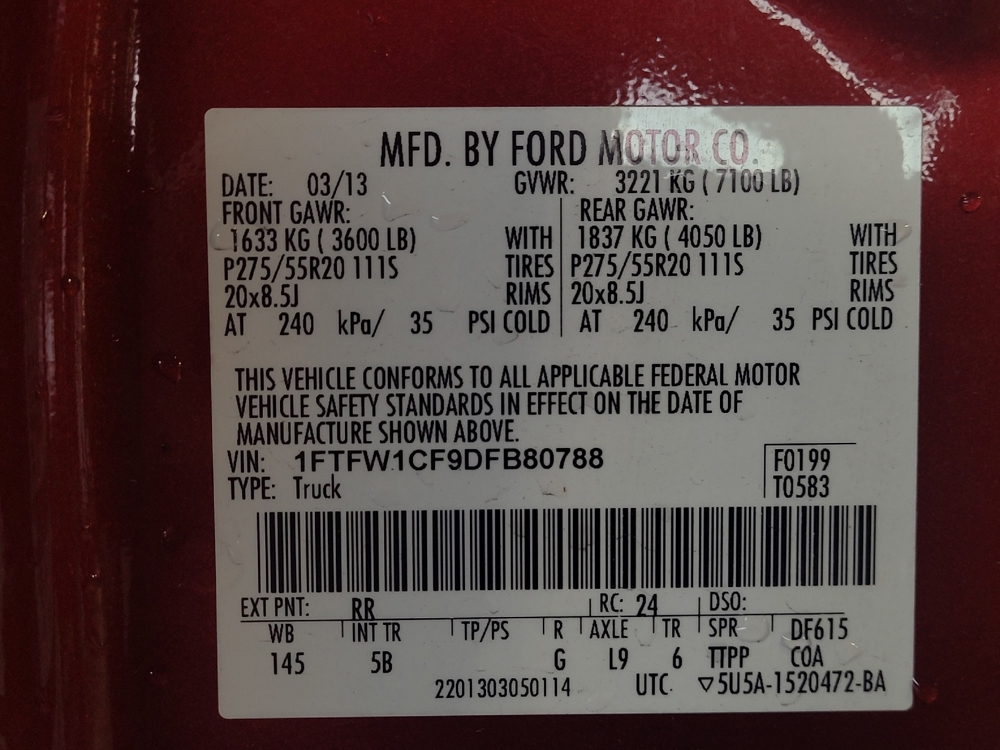 MFD. BY FORD MOTOR CO.
DATE: 03/13 GVWR: 3221 KG ( 7100 LB)
FRONT GAWR: REAR GAWR:
1633 KG ( 3600 LB) WITH 1837 KG ( 4050 LB) WITH
P275/55R20 111S TIRES P275/55R20 111S TIRES
20x8.5J RIMS 20x8.5J RIMS
AT 240 kPa/ 35 PSI COLD AT 240 kPa/ 35 PSI COLD
THIS VEHICLE CONFORMS TO ALL APPLICABLE FEDERAL MOTOR
VEHICLE SAFETY STANDARDS IN EFFECT ON THE DATE OF
MANUFACTURE SHOWN ABOVE.
VIN: 1FTFW1CF9DFB80788 F0199
TYPE: Truck T0583
EXT PNT: RR RC: 24 DSO:
WB INT TR TP/PS R AXLE TR SPR DF615
145 5B G L9 6 TTPP COA
2201303050114 UTC ▽5U5A-1520472-BA